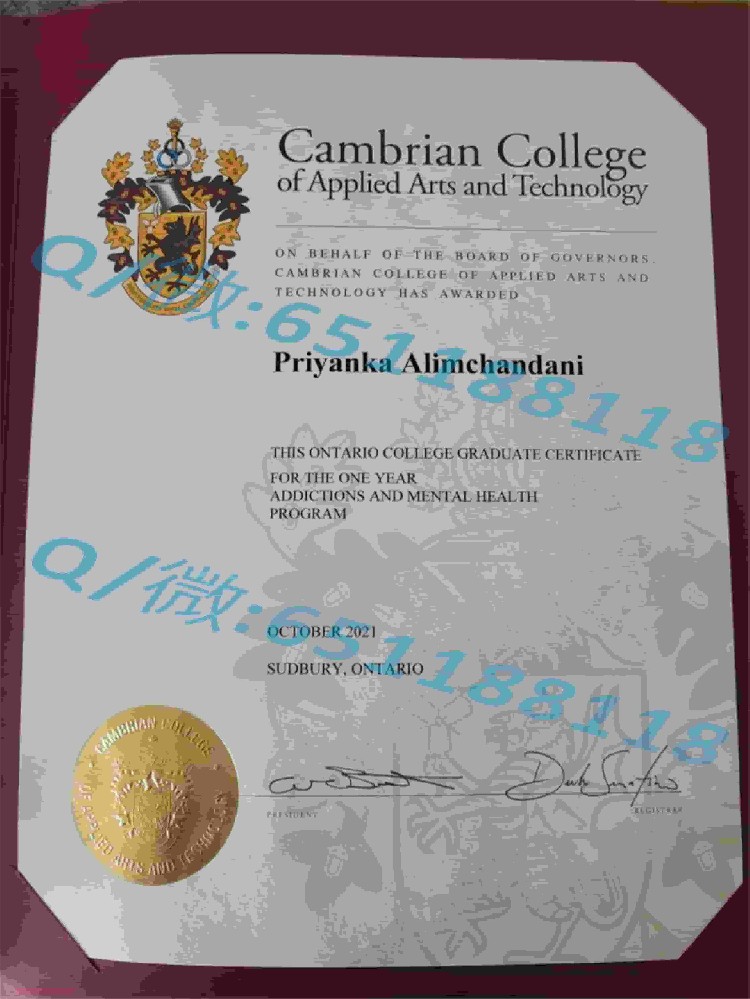 Cambrian College
of Applied Arts and Technology
ON BEHALF OF THE BOARD OF GOVERNORS,
CAMBRIAN COLLEGE OF APPLIED ARTS AND
TECHNOLOGY HAS AWARDED
Q/微:651188118
Priyanka Alimchandani
THIS ONTARIO COLLEGE GRADUATE CERTIFICATE
FOR THE ONE YEAR
ADDICTIONS AND MENTAL HEALTH
PROGRAM
Q/微:651188118
OCTOBER 2021
SUDBURY, ONTARIO
CAMBRIAN COLLEGE
OF APPLIED ARTS AND TECHNOLOGY
PRESIDENT
REGISTRAR